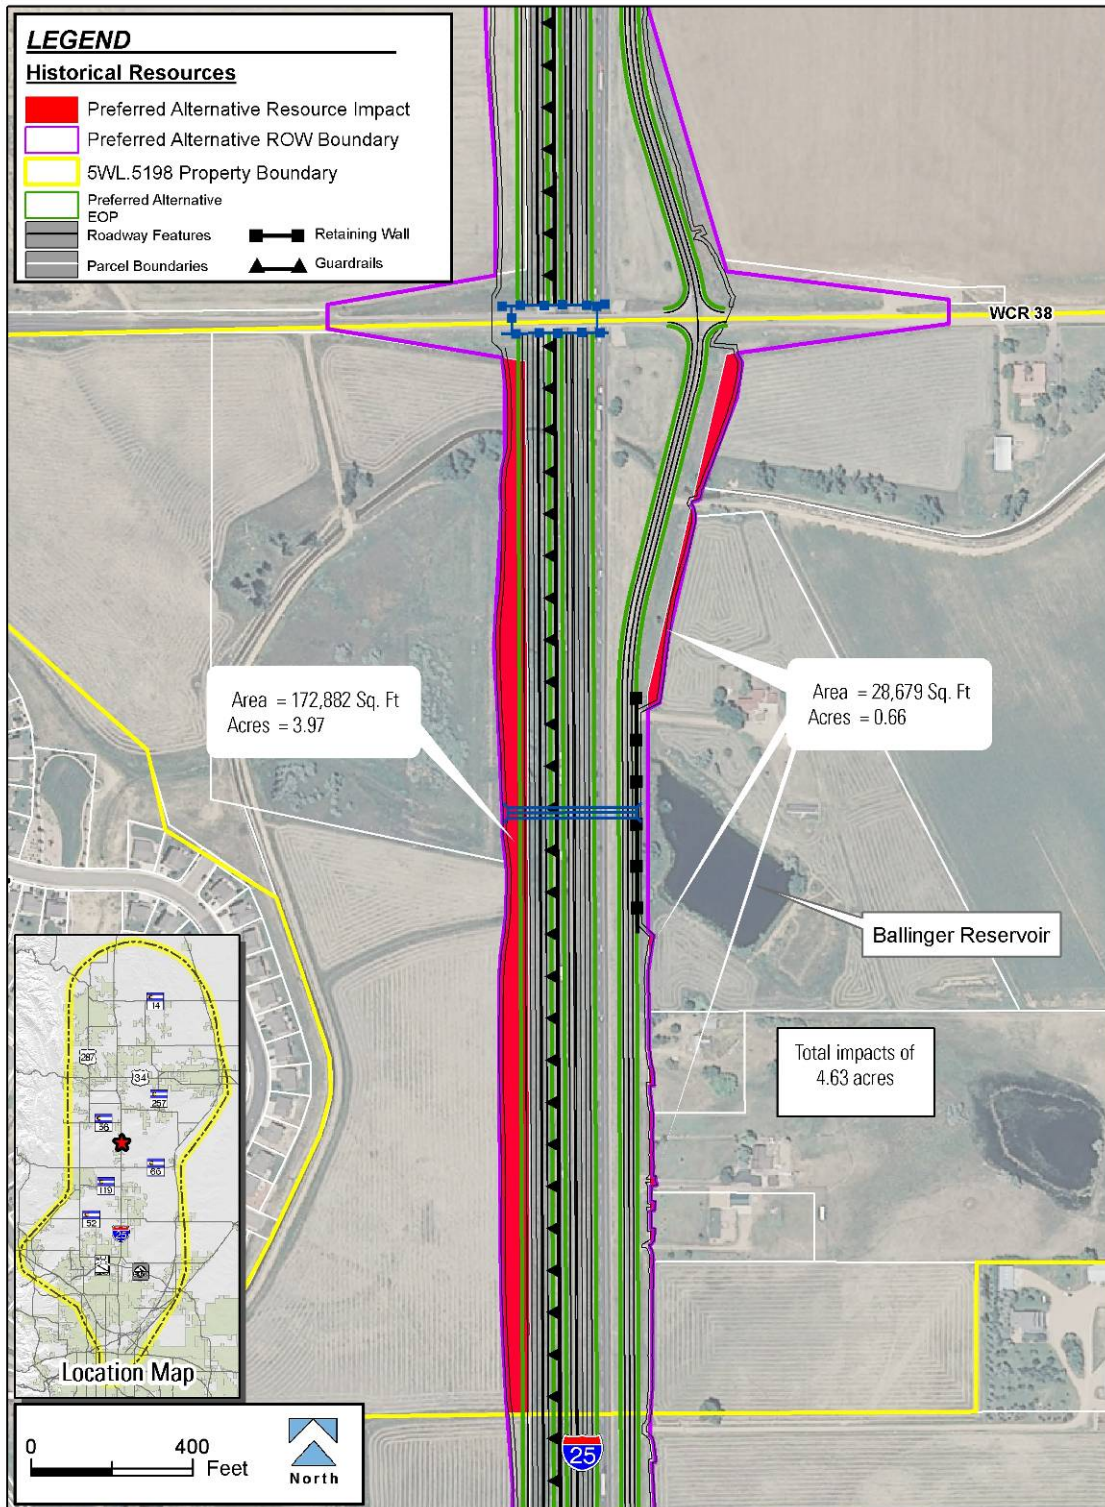 LEGEND
Historical Resources
Preferred Alternative Resource Impact
Preferred Alternative ROW Boundary
5WL.5198 Property Boundary
Preferred Alternative
EOP
Roadway Features
Retaining Wall
Parcel Boundaries
Guardrails
WCR 38
Area = 172,882 Sq. Ft
Acres = 3.97
Area = 28,679 Sq. Ft
Acres = 0.66
Ballinger Reservoir
Total impacts of
4.63 acres
14
287
34
257
56
66
119
52
25
Location Map
0 400
Feet
North
25